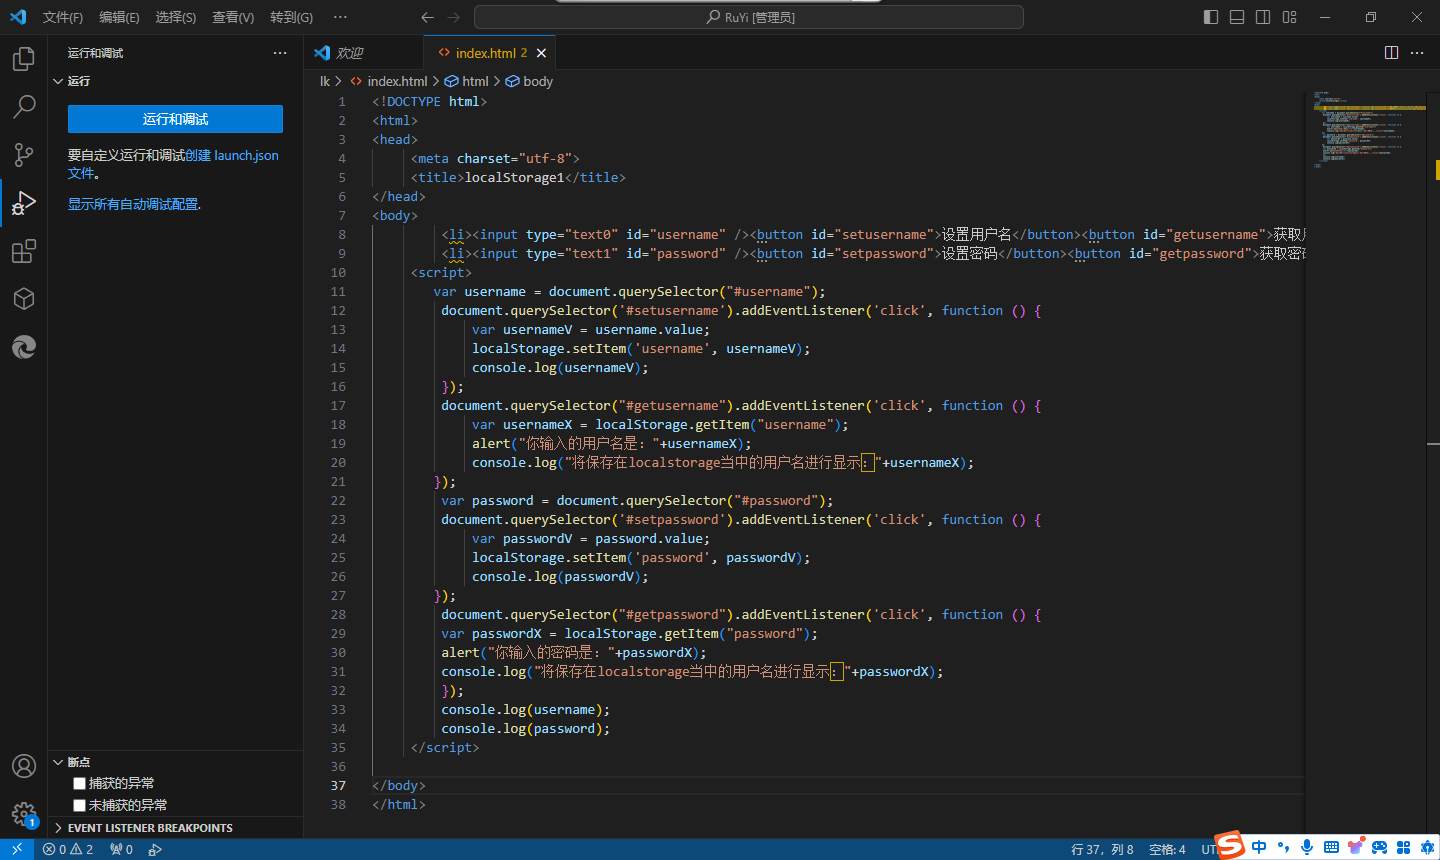 文件(F) 编辑(E) 选择(S) 查看(V) 转到(G) ··· RuYi [管理员]
运行和调试 ···
运行
运行和调试
要自定义运行和调试创建 launch.json
文件。
显示所有自动调试配置.
断点
捕获的异常
未捕获的异常
EVENT LISTENER BREAKPOINTS
欢迎 index.html 2
lk > index.html > html > body
1 <!DOCTYPE html>
2 <html>
3 <head>
4 <meta charset="utf-8">
5 <title>localStorage1</title>
6 </head>
7 <body>
8 <li><input type="text0" id="username" /><button id="setusername">设置用户名</button><button id="getusername">获取
9 <li><input type="text1" id="password" /><button id="setpassword">设置密码</button><button id="getpassword">获取密码
10 <script>
11 var username = document.querySelector("#username");
12 document.querySelector('#setusername').addEventListener('click', function () {
13 var usernameV = username.value;
14 localStorage.setItem('username', usernameV);
15 console.log(usernameV);
16 });
17 document.querySelector("#getusername").addEventListener('click', function () {
18 var usernameX = localStorage.getItem("username");
19 alert("你输入的用户名是: "+usernameX);
20 console.log("将保存在localstorage当中的用户名进行显示："+usernameX);
21 });
22 var password = document.querySelector("#password");
23 document.querySelector('#setpassword').addEventListener('click', function () {
24 var passwordV = password.value;
25 localStorage.setItem('password', passwordV);
26 console.log(passwordV);
27 });
28 document.querySelector("#getpassword").addEventListener('click', function () {
29 var passwordX = localStorage.getItem("password");
30 alert("你输入的密码是: "+passwordX);
31 console.log("将保存在localstorage当中的用户名进行显示："+passwordX);
32 });
33 console.log(username);
34 console.log(password);
35 </script>
36
37 </body>
38 </html>
1
0 2 0 行 37，列 8 空格: 4 中